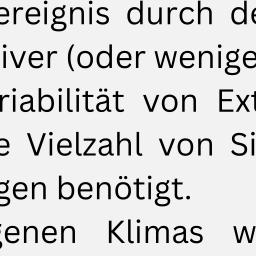 ereignis durch de
iver (oder wenige
riabilität von Ext
e Vielzahl von Si
gen benötigt.
genen Klimas w